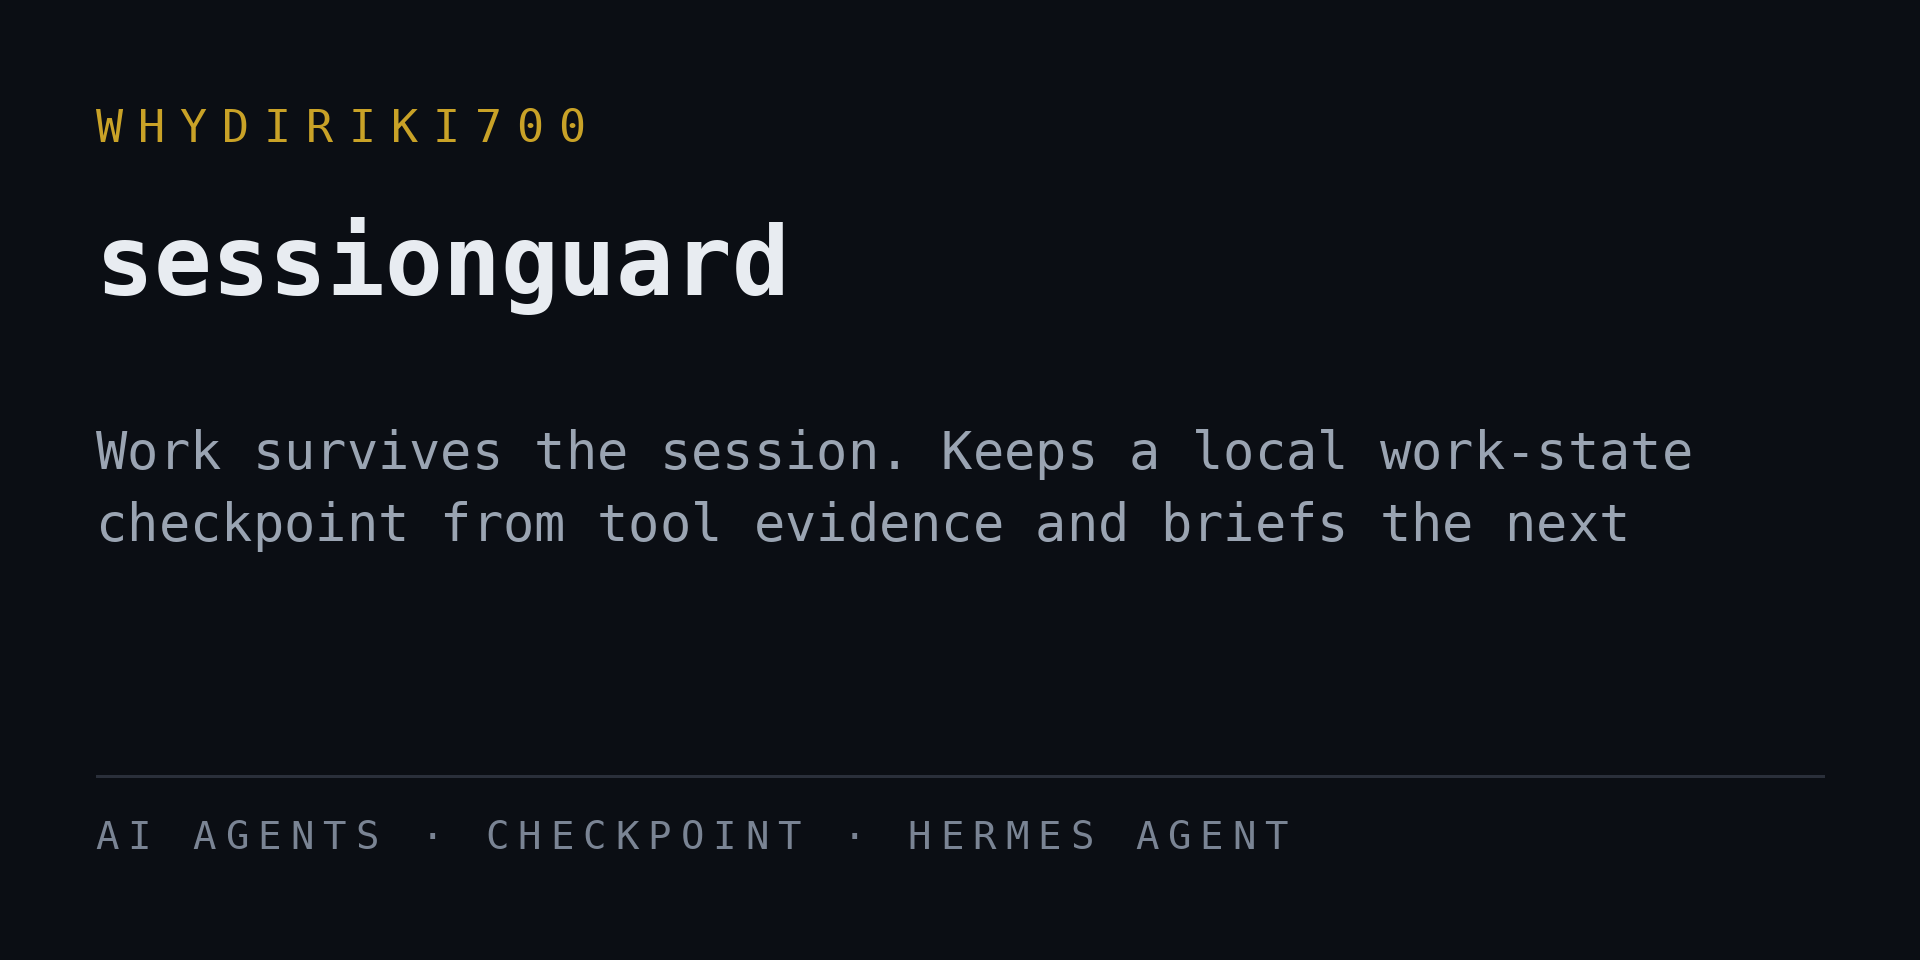 WHYDIRIKI700
sessionguard
Work survives the session. Keeps a local work-state
checkpoint from tool evidence and briefs the next
AI AGENTS · CHECKPOINT · HERMES AGENT